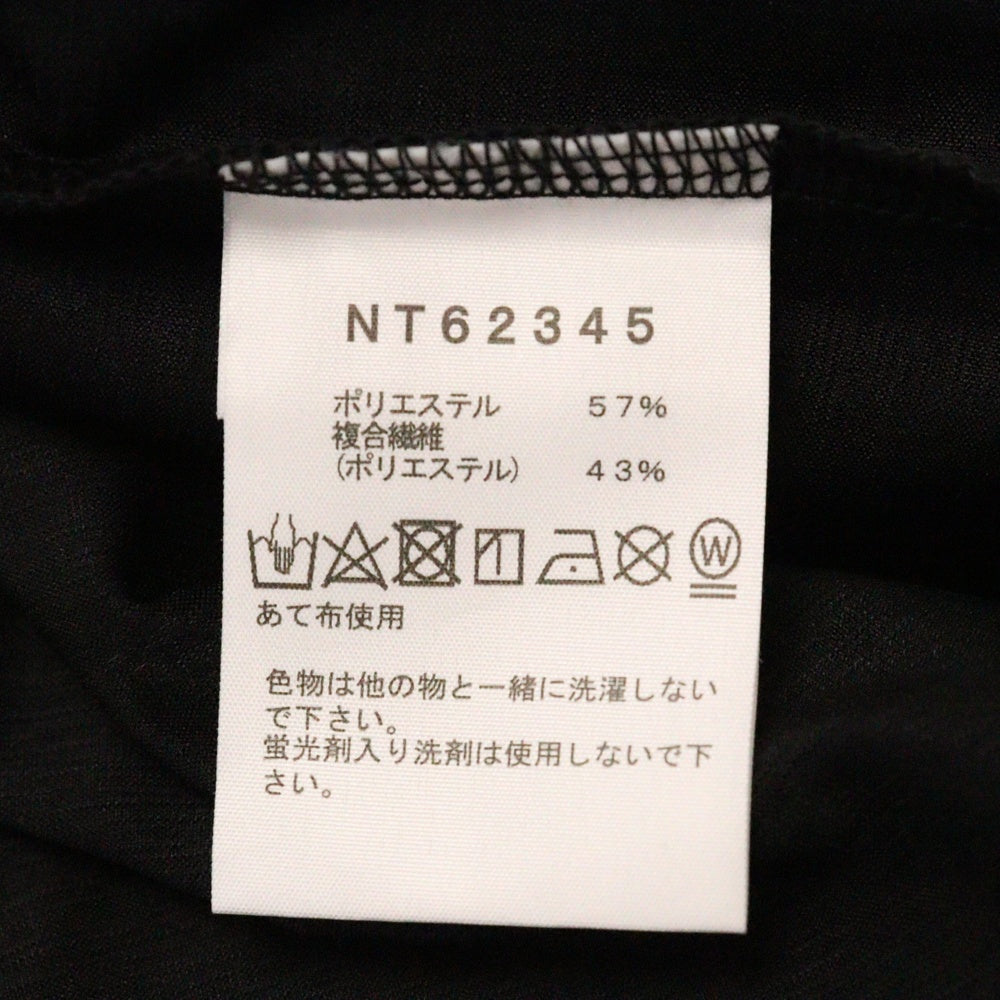 NT62345
ポリエステル 57%
複合繊維
(ポリエステル) 43%
W
あて布使用
色物は他の物と一緒に洗濯しない
で下さい。
蛍光剤入り洗剤は使用しないで下
さい。